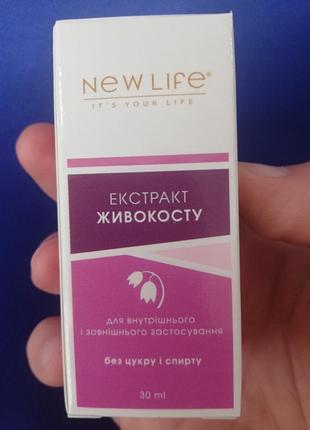 NEW LIFE®
IT'S YOUR LIFE
ЕКСТРАКТ
ЖИВОКОСТУ
для внутрішнього
і зовнішнього застосування
без цукру і спирту
30 ml